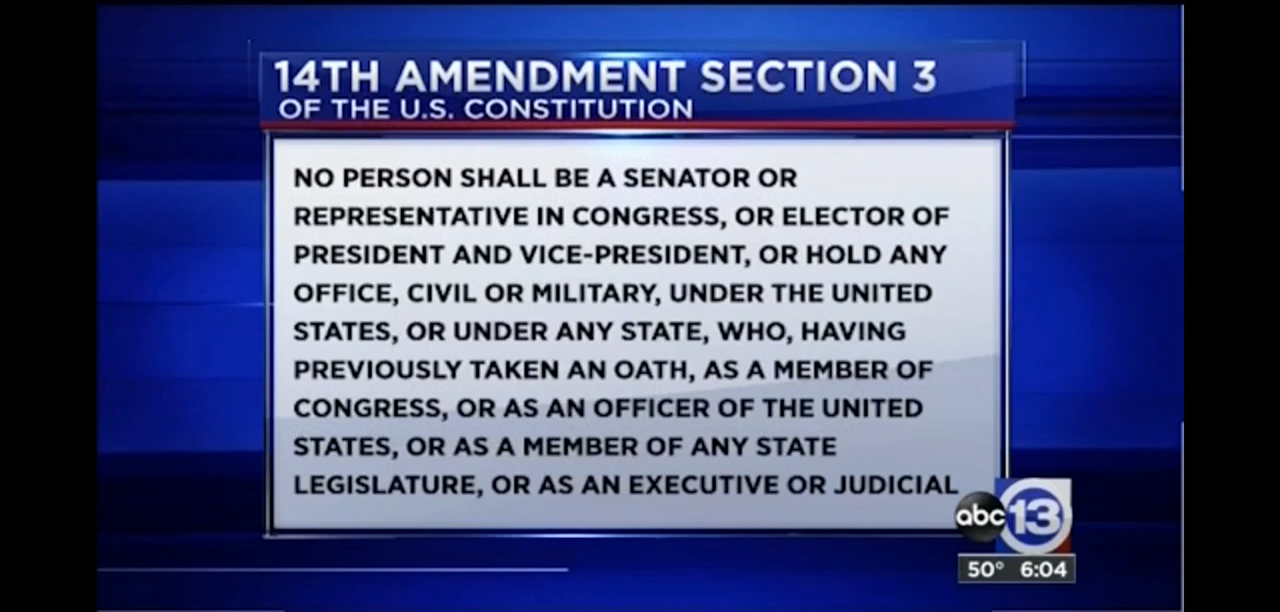 14TH AMENDMENT SECTION 3
OF THE U.S. CONSTITUTION
NO PERSON SHALL BE A SENATOR OR
REPRESENTATIVE IN CONGRESS, OR ELECTOR OF
PRESIDENT AND VICE-PRESIDENT, OR HOLD ANY
OFFICE, CIVIL OR MILITARY, UNDER THE UNITED
STATES, OR UNDER ANY STATE, WHO, HAVING
PREVIOUSLY TAKEN AN OATH, AS A MEMBER OF
CONGRESS, OR AS AN OFFICER OF THE UNITED
STATES, OR AS A MEMBER OF ANY STATE
LEGISLATURE, OR AS AN EXECUTIVE OR JUDICIAL
abc 13
50° 6:04